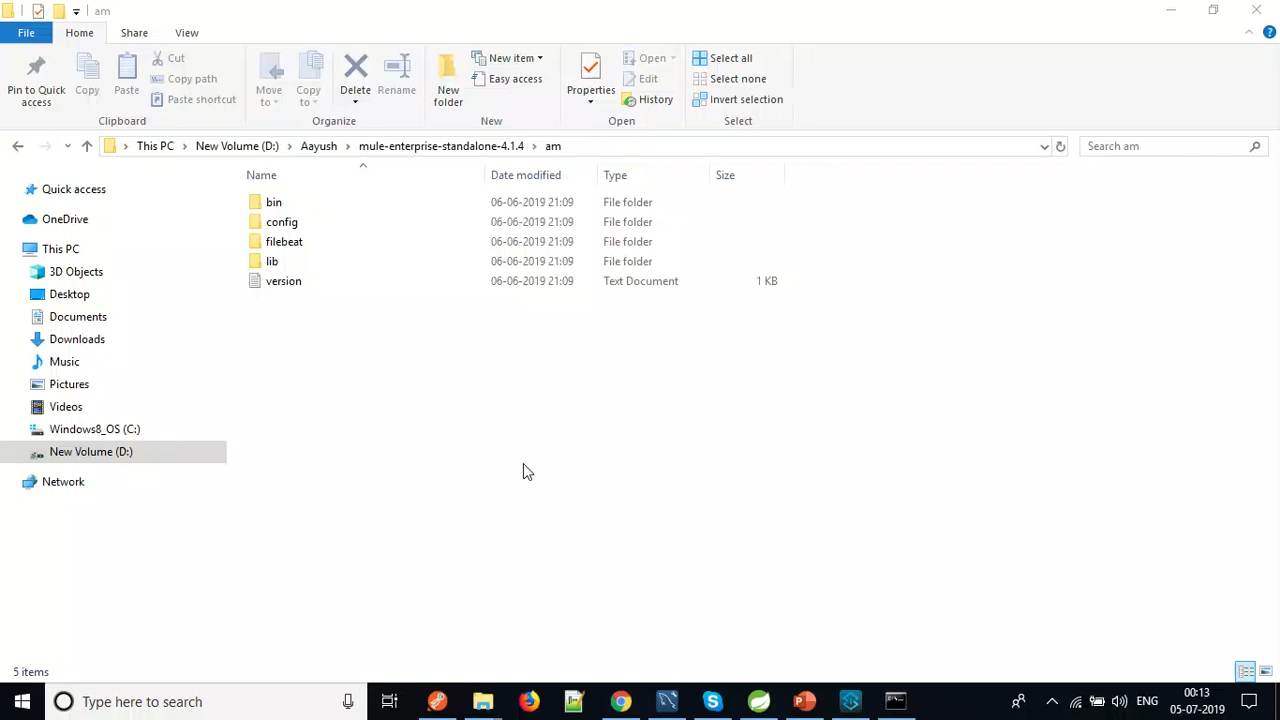 am
File Home Share View
Pin to Quick access
Copy
Paste
Cut
Copy path
Paste shortcut
Clipboard
Move to
Copy to
Delete
Rename
Organize
New folder
New item
Easy access
New
Properties
Open
Edit
History
Open
Select all
Select none
Invert selection
Select
This PC New Volume (D:) Aayush mule-enterprise-standalone-4.1.4 am
Search am
Name Date modified Type Size
bin 06-06-2019 21:09 File folder
config 06-06-2019 21:09 File folder
filebeat 06-06-2019 21:09 File folder
lib 06-06-2019 21:09 File folder
version 06-06-2019 21:09 Text Document 1 KB
Quick access
OneDrive
This PC
3D Objects
Desktop
Documents
Downloads
Music
Pictures
Videos
Windows8_OS (C:)
New Volume (D:)
Network
5 items
Type here to search
ENG
00:13
05-07-2019